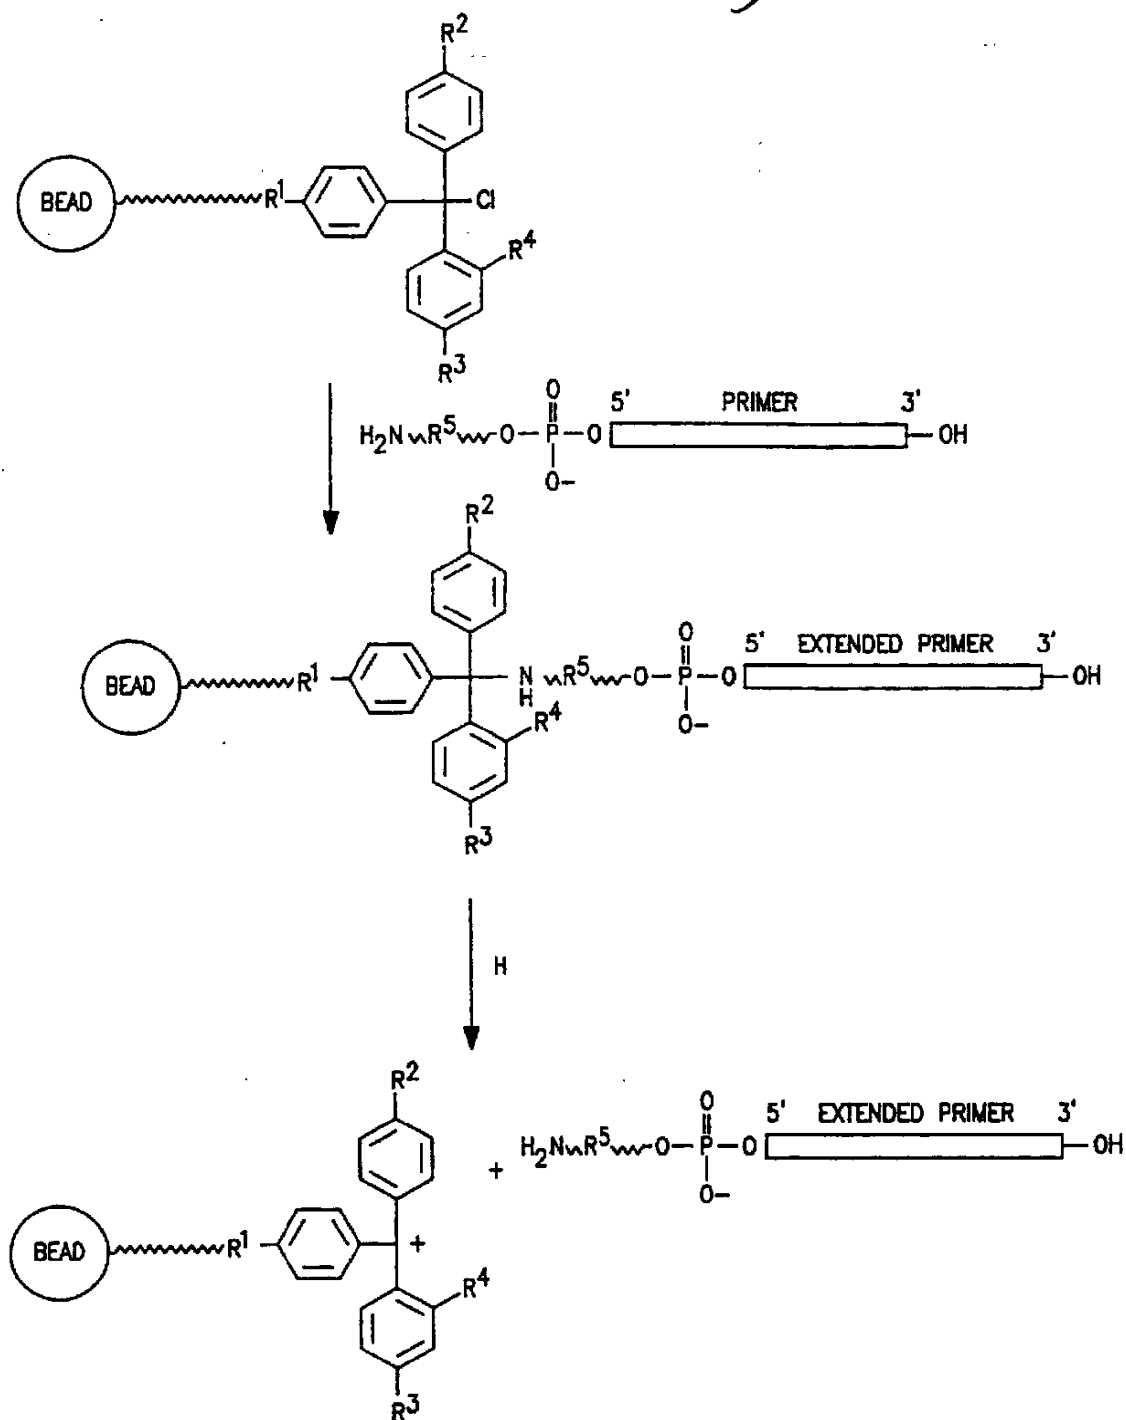 R²
BEAD R¹ Cl
R⁴
R³
O 5' PRIMER 3'
H₂N R⁵ O P O OH
O–
R²
O 5' EXTENDED PRIMER 3'
BEAD R¹ N R⁵ O P O OH
H
R⁴ O–
R³
H
R²
O 5' EXTENDED PRIMER 3'
+ H₂N R⁵ O P O OH
O–
BEAD R¹ +
R⁴
R³